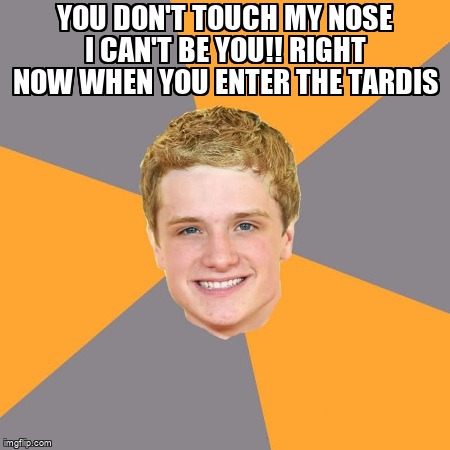 YOU DON'T TOUCH MY NOSE
I CAN'T BE YOU!! RIGHT
NOW WHEN YOU ENTER THE TARDIS
imgflip.com